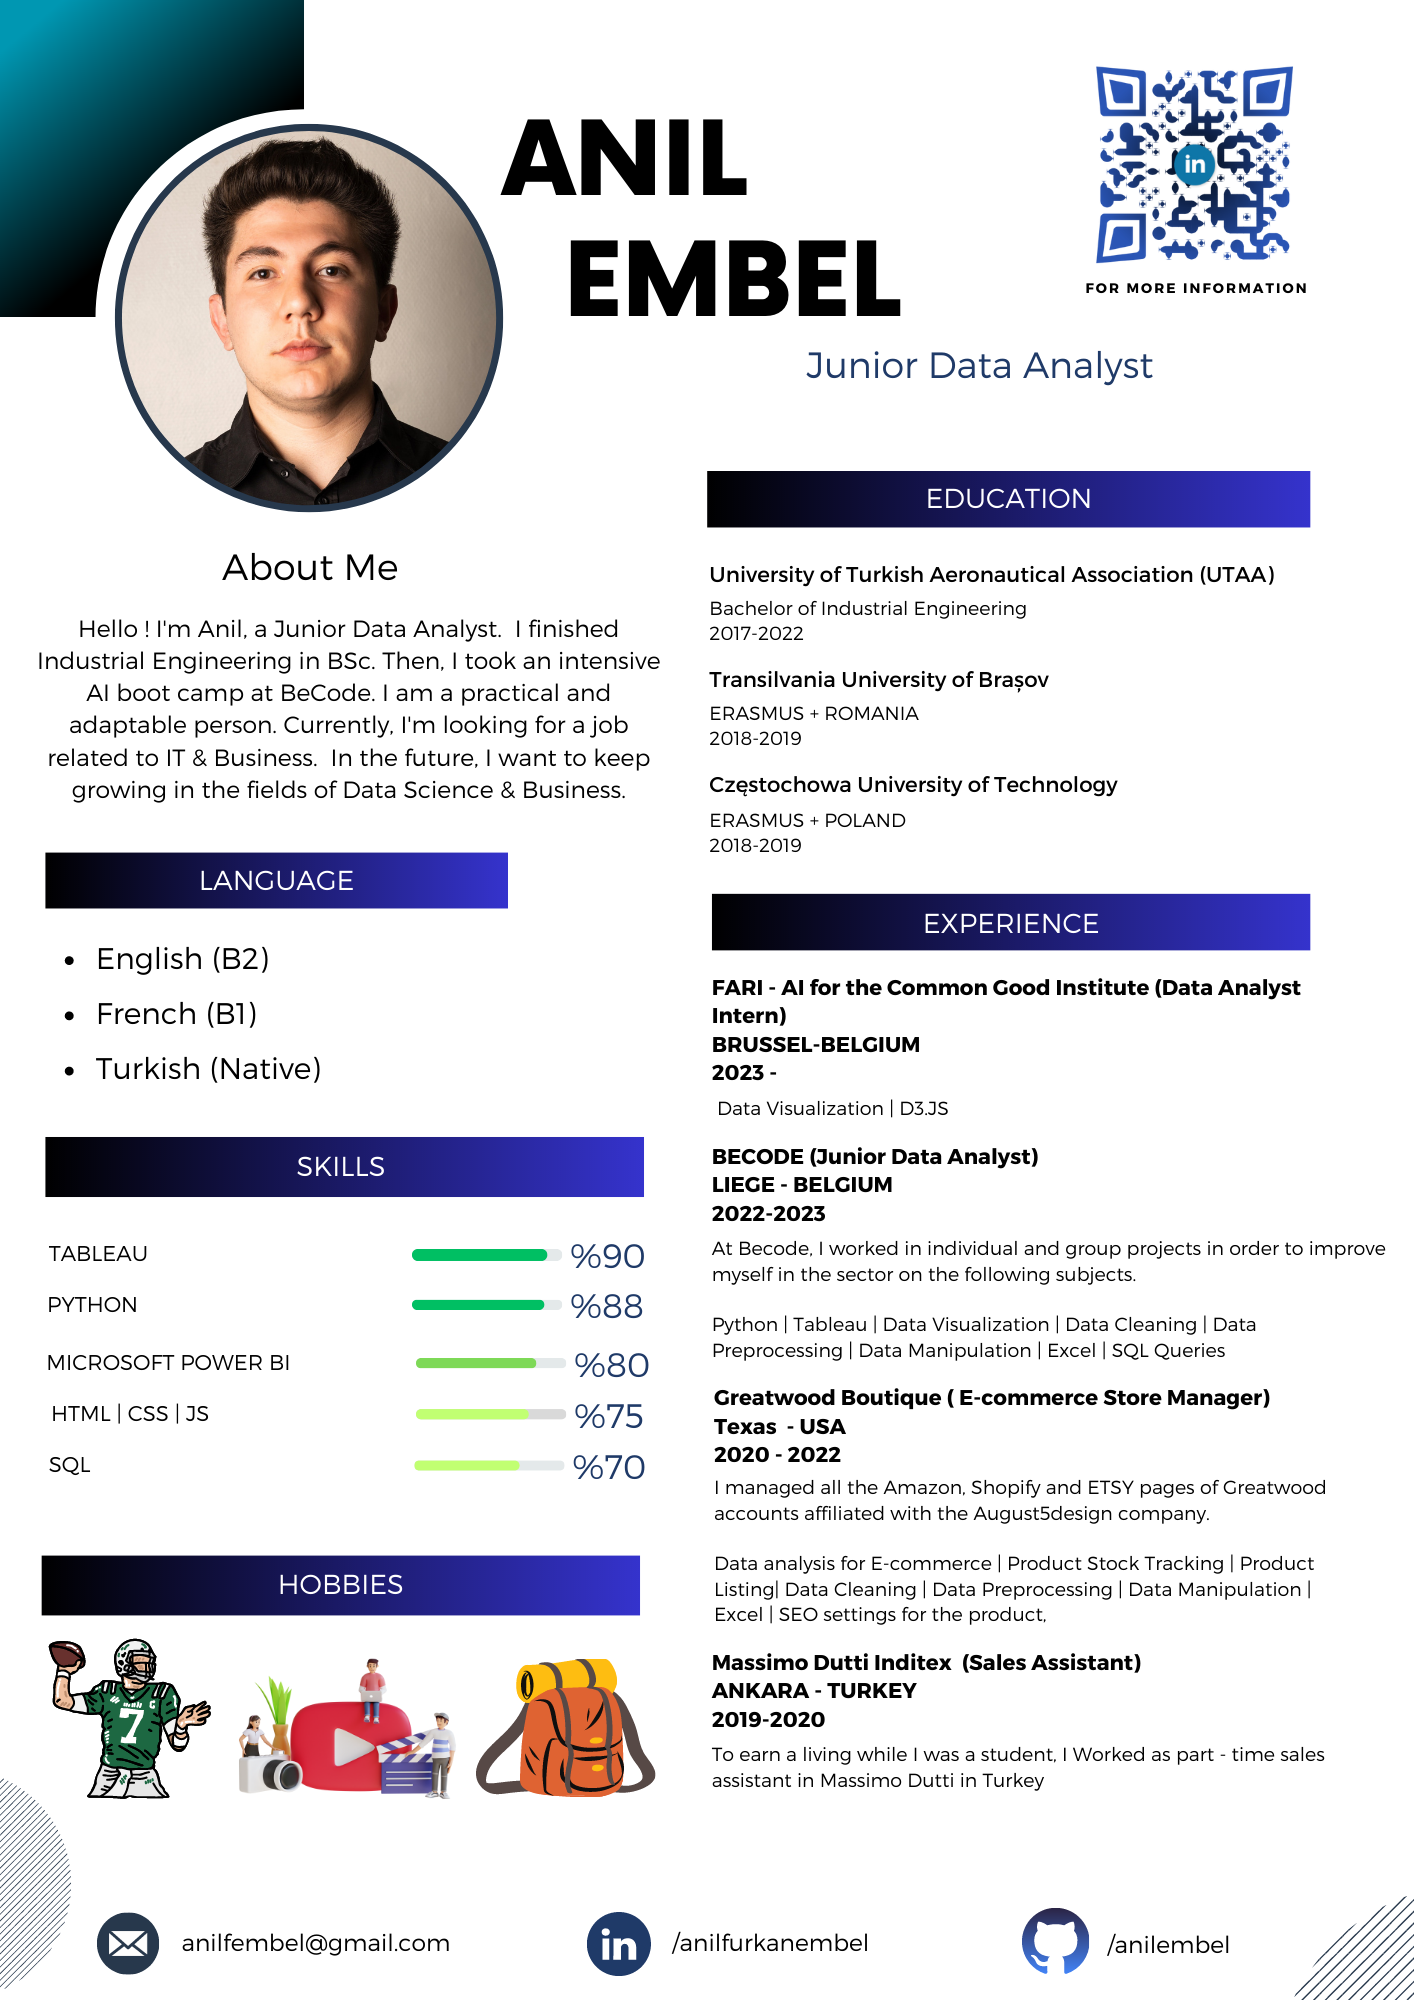 ANIL
EMBEL
Junior Data Analyst
in
FOR MORE INFORMATION
About Me
Hello ! I'm Anil, a Junior Data Analyst.  I finished
Industrial Engineering in BSc. Then, I took an intensive
AI boot camp at BeCode. I am a practical and
adaptable person. Currently, I'm looking for a job
related to IT & Business.  In the future, I want to keep
growing in the fields of Data Science & Business.
LANGUAGE
• English (B2)
• French (B1)
• Turkish (Native)
SKILLS
TABLEAU %90
PYTHON %88
MICROSOFT POWER BI %80
HTML | CSS | JS %75
SQL %70
HOBBIES
7
EDUCATION
University of Turkish Aeronautical Association (UTAA)
Bachelor of Industrial Engineering
2017-2022
Transilvania University of Brașov
ERASMUS + ROMANIA
2018-2019
Częstochowa University of Technology
ERASMUS + POLAND
2018-2019
EXPERIENCE
FARI - AI for the Common Good Institute (Data Analyst
Intern)
BRUSSEL-BELGIUM
2023 -
Data Visualization | D3.JS
BECODE (Junior Data Analyst)
LIEGE - BELGIUM
2022-2023
At Becode, I worked in individual and group projects in order to improve
myself in the sector on the following subjects.
Python | Tableau | Data Visualization | Data Cleaning | Data
Preprocessing | Data Manipulation | Excel | SQL Queries
Greatwood Boutique ( E-commerce Store Manager)
Texas  - USA
2020 - 2022
I managed all the Amazon, Shopify and ETSY pages of Greatwood
accounts affiliated with the August5design company.
Data analysis for E-commerce | Product Stock Tracking | Product
Listing| Data Cleaning | Data Preprocessing | Data Manipulation |
Excel | SEO settings for the product,
Massimo Dutti Inditex  (Sales Assistant)
ANKARA - TURKEY
2019-2020
To earn a living while I was a student, I Worked as part - time sales
assistant in Massimo Dutti in Turkey
anilfembel@gmail.com
in /anilfurkanembel
/anilembel